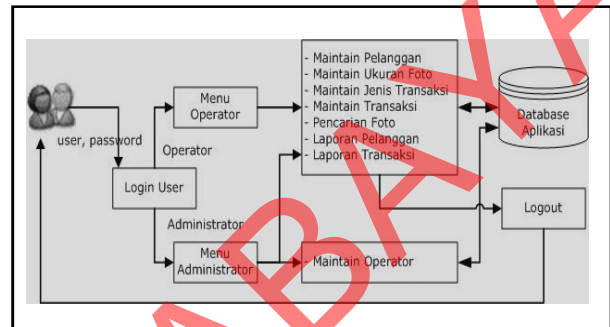 - Maintain Pelanggan
- Maintain Ukuran Foto
- Maintain Jenis Transaksi
- Maintain Transaksi
- Pencarian Foto
- Laporan Pelanggan
- Laporan Transaksi
Menu
Operator
Database
Aplikasi
user, password
Operator
Login User
Logout
Administrator
Menu
Administrator
- Maintain Operator
ABAYA